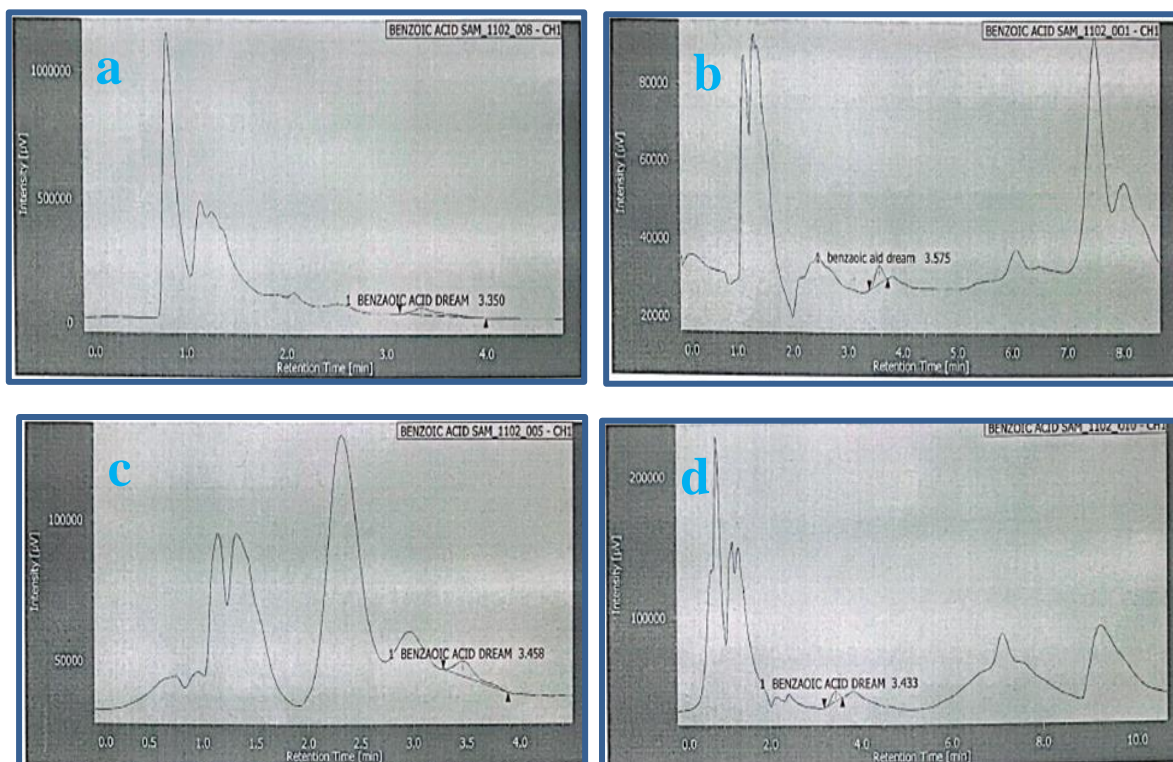 BENZOIC ACID SAM_1102_008 - CH1
a
1000000
500000
0
Intensity [µV]
1 BENZAOIC ACID DREAM 3.350
0.0 1.0 2.0 3.0 4.0
Retention Time [min]
BENZOIC ACID SAM_1102_001 - CH1
b
80000
60000
40000
20000
Intensity [µV]
1 benzaoic aid dream 3.575
0.0 1.0 2.0 3.0 4.0 5.0 6.0 7.0 8.0
Retention Time [min]
BENZOIC ACID SAM_1102_005 - CH1
c
100000
50000
Intensity [µV]
1 BENZAOIC ACID DREAM 3.458
0.0 0.5 1.0 1.5 2.0 2.5 3.0 3.5 4.0
Retention Time [min]
BENZOIC ACID SAM_1102_010 - CH1
d
200000
100000
Intensity [µV]
1 BENZAOIC ACID DREAM 3.433
0.0 2.0 4.0 6.0 8.0 10.0
Retention Time [min]